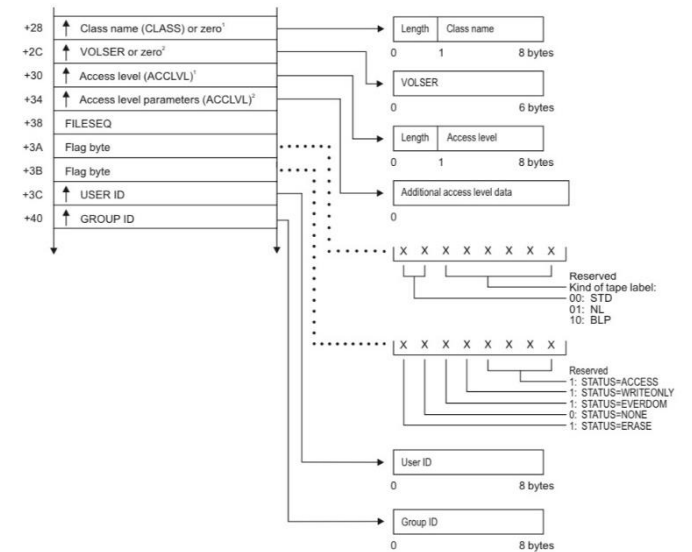 +28 ↑ Class name (CLASS) or zero¹
+2C ↑ VOLSER or zero²
+30 ↑ Access level (ACCLVL)¹
+34 ↑ Access level parameters (ACCLVL)²
+38 FILESEQ
+3A Flag byte
+3B Flag byte
+3C ↑ USER ID
+40 ↑ GROUP ID
Length Class name
0 1 8 bytes
VOLSER
0 6 bytes
Length Access level
0 1 8 bytes
Additional access level data
0
X X X X X X X X
Reserved
Kind of tape label:
00: STD
01: NL
10: BLP
X X X X X X X X
Reserved
1: STATUS=ACCESS
1: STATUS=WRITEONLY
1: STATUS=EVERDOM
0: STATUS=NONE
1: STATUS=ERASE
User ID
0 8 bytes
Group ID
0 8 bytes